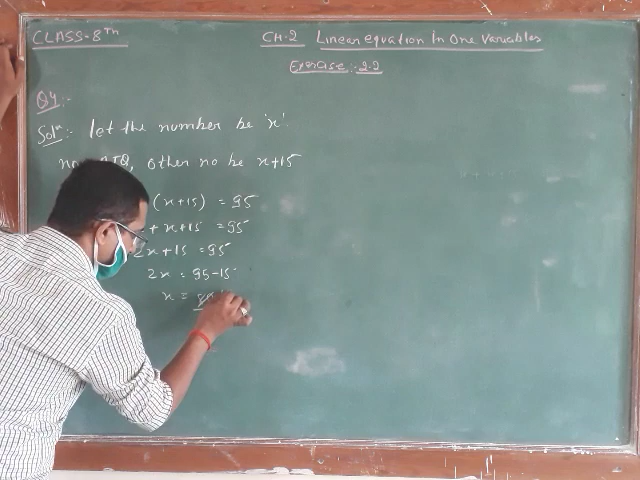 CLASS-8Th
CH-2 Linear equation In One Variables
Exercise:-2.2
Q4:-
Solⁿ:- let the number be 'x'.
other no be x+15
(x+15) = 95
+ x+15 = 95
2x+15 = 95
2x = 95-15
x =